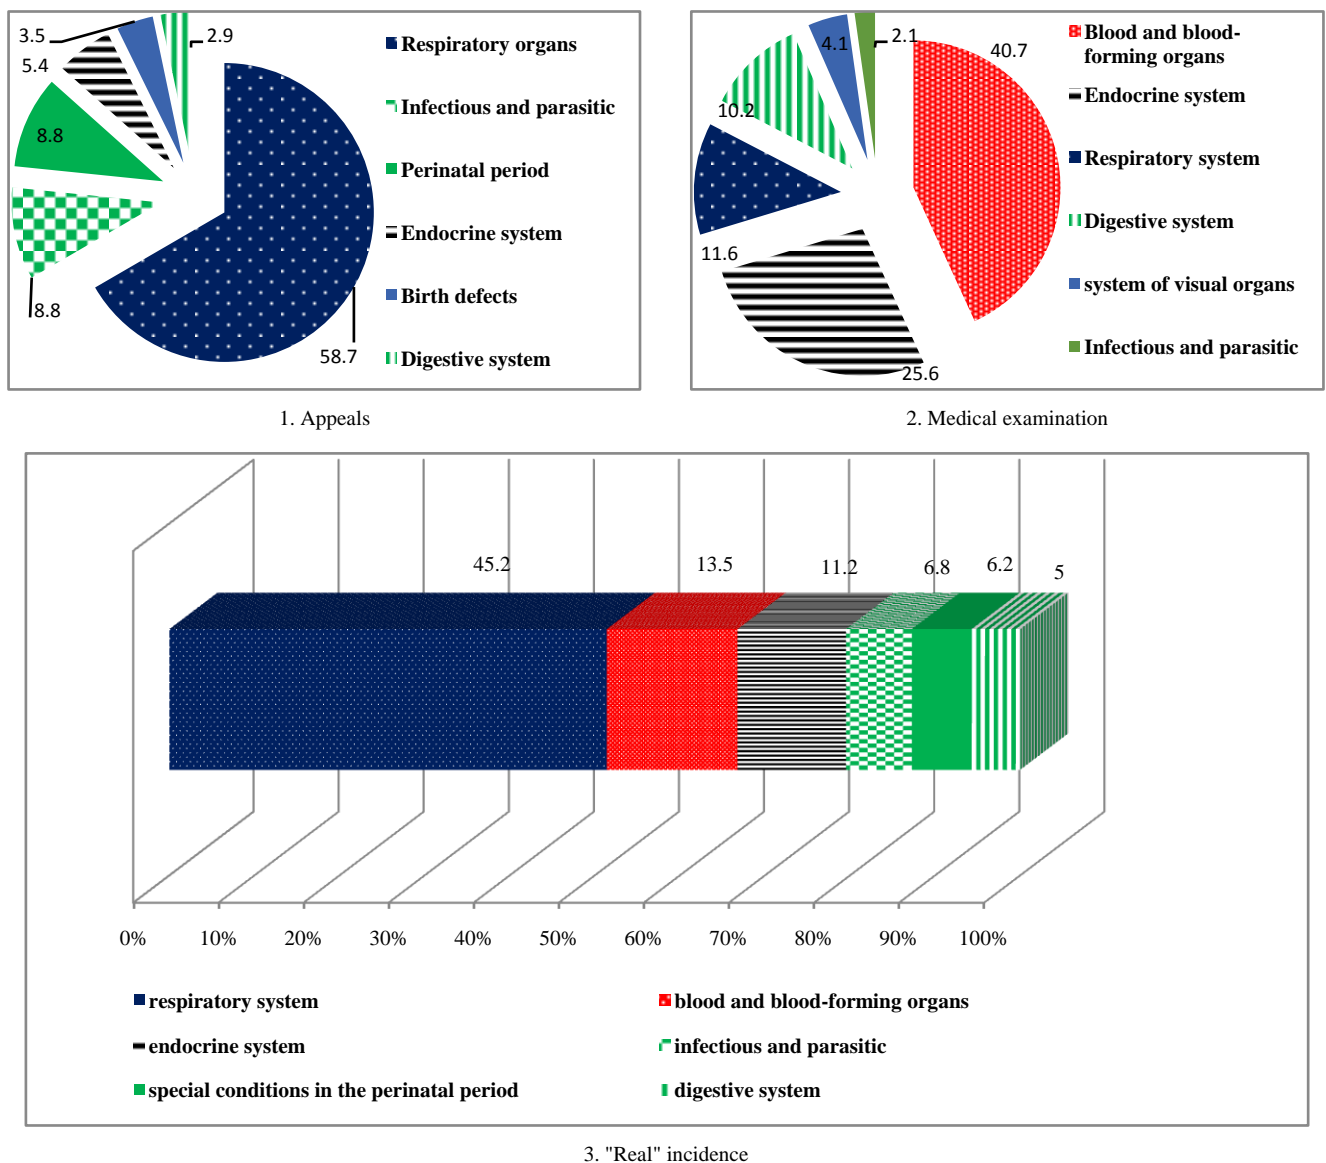 3.5
2.9
5.4
8.8
8.8
58.7
Respiratory organs
Infectious and parasitic
Perinatal period
Endocrine system
Birth defects
Digestive system
1. Appeals
4.1
2.1
40.7
10.2
11.6
25.6
Blood and blood-
forming organs
Endocrine system
Respiratory system
Digestive system
system of visual organs
Infectious and parasitic
2. Medical examination
45.2
13.5
11.2
6.8
6.2
5
0%
10%
20%
30%
40%
50%
60%
70%
80%
90%
100%
respiratory system
blood and blood-forming organs
endocrine system
infectious and parasitic
special conditions in the perinatal period
digestive system
3. "Real" incidence